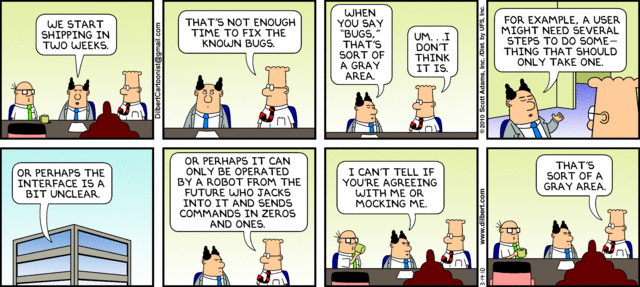 WE START
SHIPPING IN
TWO WEEKS.
DilbertCartoonist@gmail.com
THAT'S NOT ENOUGH
TIME TO FIX THE
KNOWN BUGS.
WHEN
YOU SAY
"BUGS,"
THAT'S
SORT OF
A GRAY
AREA.
UM...I
DON'T
THINK
IT IS.
© 2010 Scott Adams, Inc./Dist. by UFS, Inc.
FOR EXAMPLE, A USER
MIGHT NEED SEVERAL
STEPS TO DO SOME–
THING THAT SHOULD
ONLY TAKE ONE.
OR PERHAPS THE
INTERFACE IS A
BIT UNCLEAR.
OR PERHAPS IT CAN
ONLY BE OPERATED
BY A ROBOT FROM THE
FUTURE WHO JACKS
INTO IT AND SENDS
COMMANDS IN ZEROS
AND ONES.
I CAN'T TELL IF
YOU'RE AGREEING
WITH ME OR
MOCKING ME.
www.dilbert.com
3-14-10
THAT'S
SORT OF A
GRAY AREA.